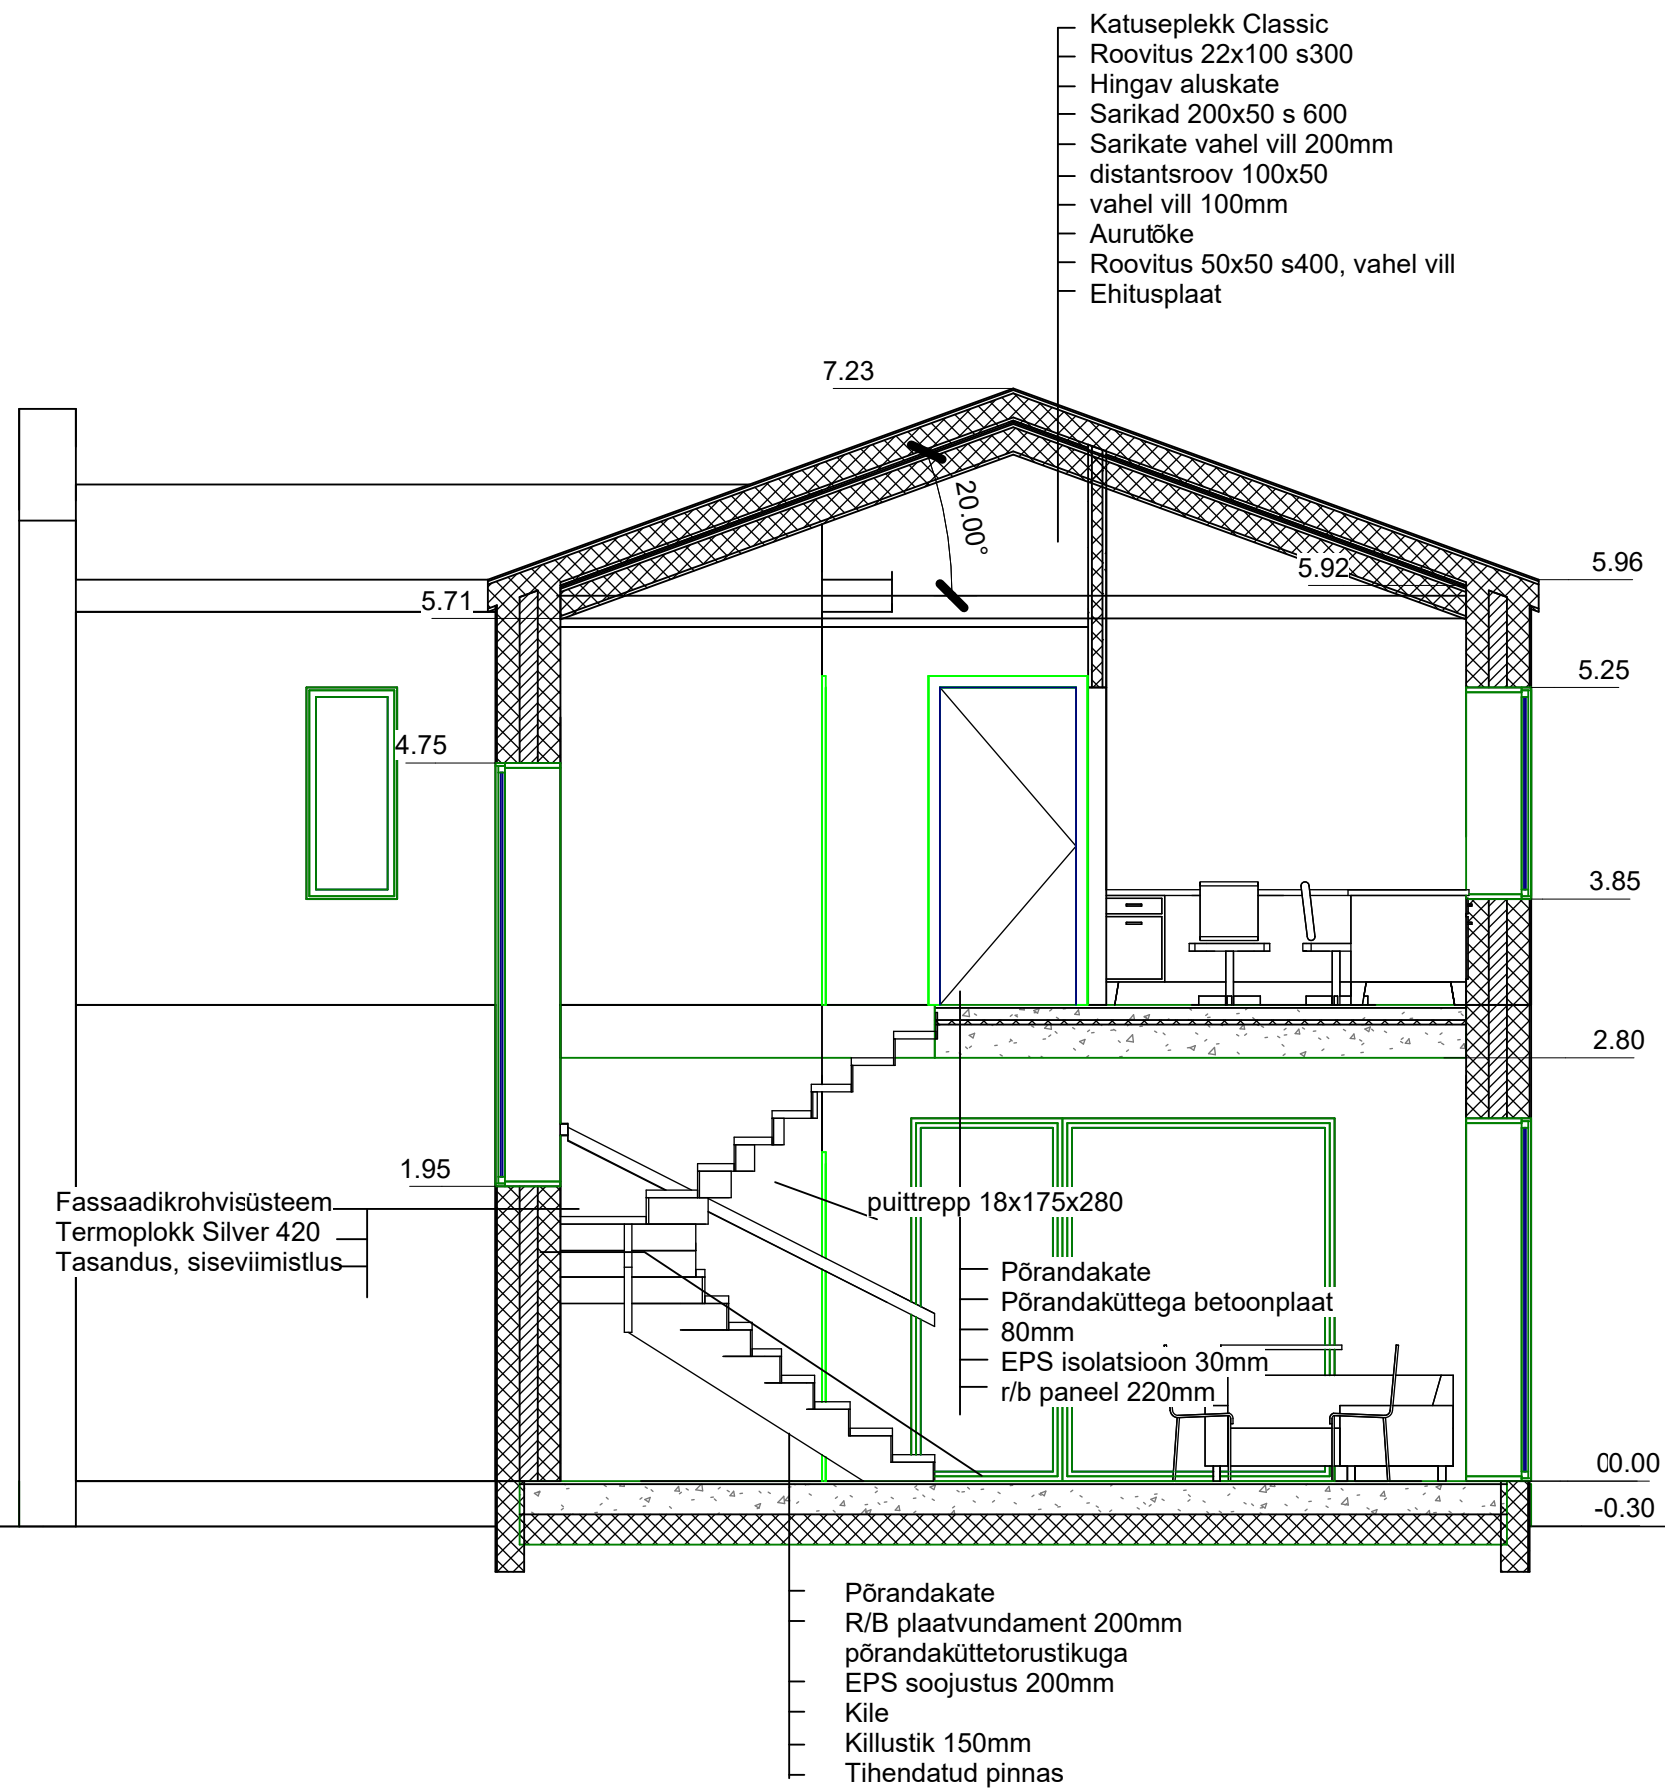 Katuseplekk Classic
Roovitus 22x100 s300
Hingav aluskate
Sarikad 200x50 s 600
Sarikate vahel vill 200mm
distantsroov 100x50
vahel vill 100mm
Aurutõke
Roovitus 50x50 s400, vahel vill
Ehitusplaat
7.23
20.00°
5.92
5.96
5.71
5.25
4.75
3.85
2.80
1.95
Fassaadikrohvisüsteem
Termoplokk Silver 420
Tasandus, siseviimistlus
puittrepp 18x175x280
Põrandakate
Põrandaküttega betoonplaat
80mm
EPS isolatsioon 30mm
r/b paneel 220mm
00.00
-0.30
Põrandakate
R/B plaatvundament 200mm
põrandaküttetorustikuga
EPS soojustus 200mm
Kile
Killustik 150mm
Tihendatud pinnas